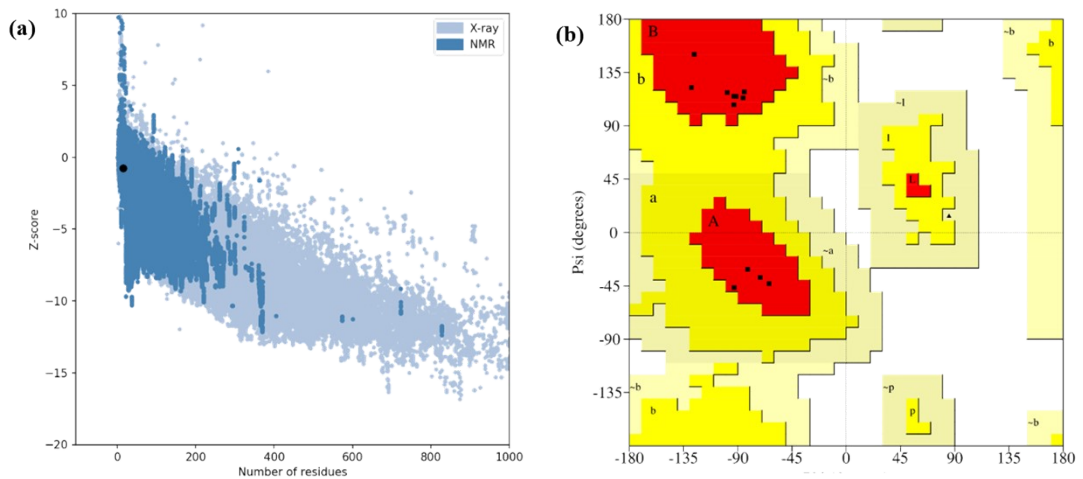 (a)
10
5
0
−5
−10
−15
−20
Z-score
0
200
400
600
800
1000
Number of residues
X-ray
NMR
(b)
180
135
90
45
0
-45
-90
-135
Psi (degrees)
-180
-135
-90
-45
0
45
90
135
180
B
b
~b
~b
b
~l
l
L
a
A
~a
~b
b
~p
p
~b